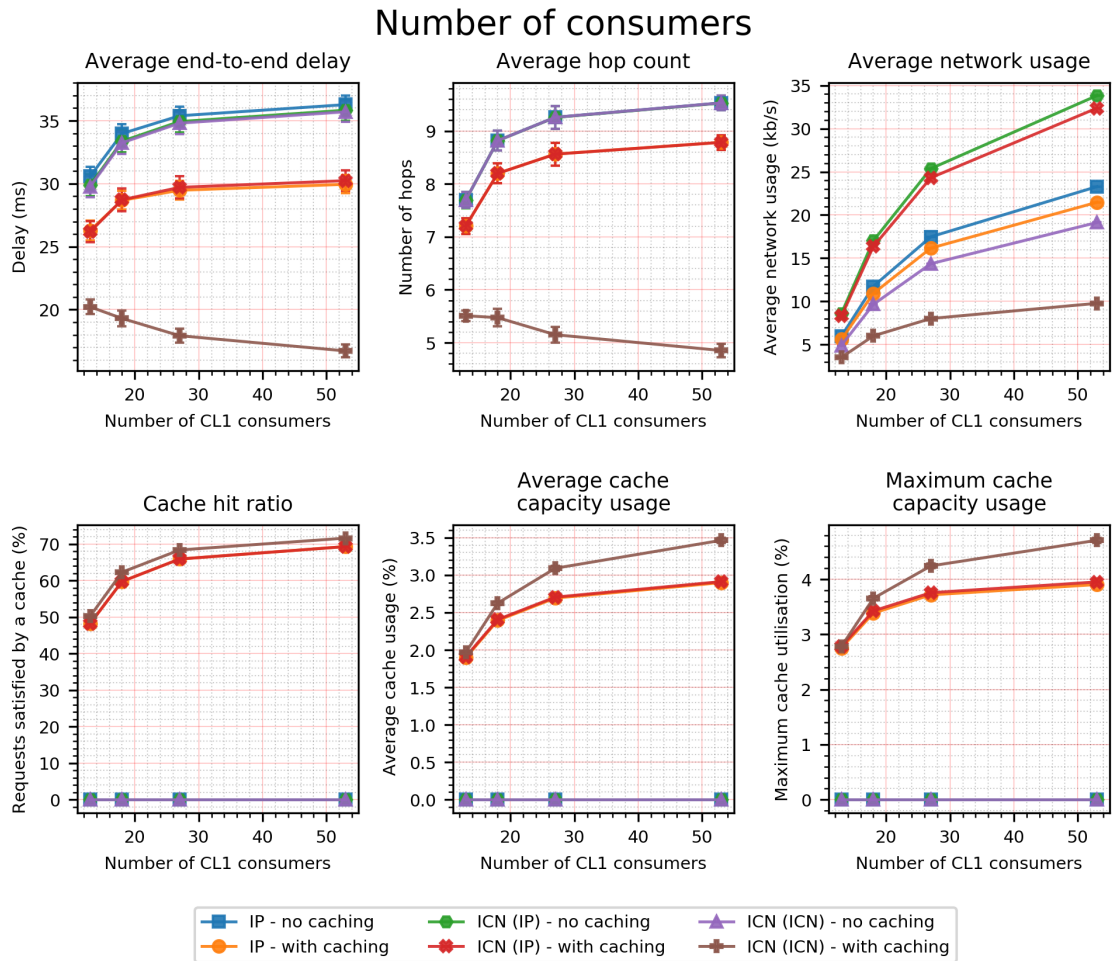 Number of consumers
Average end-to-end delay
Average hop count
Average network usage
Delay (ms)
35
30
25
20
20
30
40
50
Number of CL1 consumers
Number of hops
9
8
7
6
5
20
30
40
50
Number of CL1 consumers
Average network usage (kb/s)
35
30
25
20
15
10
5
20
30
40
50
Number of CL1 consumers
Cache hit ratio
Average cache
capacity usage
Maximum cache
capacity usage
Requests satisfied by a cache (%)
70
60
50
40
30
20
10
0
20
30
40
50
Number of CL1 consumers
Average cache usage (%)
3.5
3.0
2.5
2.0
1.5
1.0
0.5
0.0
20
30
40
50
Number of CL1 consumers
Maximum cache utilisation (%)
4
3
2
1
0
20
30
40
50
Number of CL1 consumers
IP - no caching
IP - with caching
ICN (IP) - no caching
ICN (IP) - with caching
ICN (ICN) - no caching
ICN (ICN) - with caching